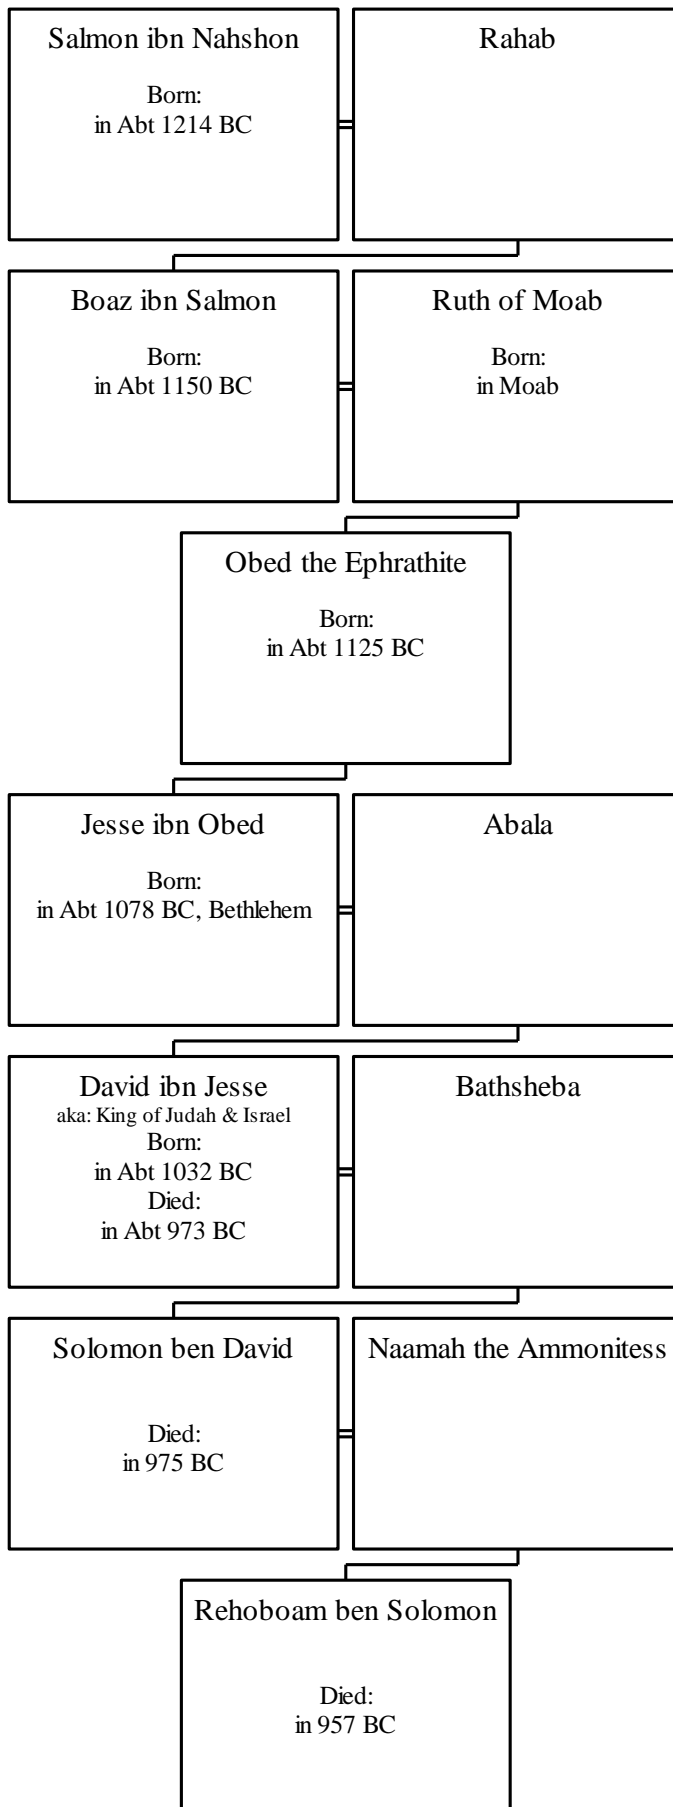 Salmon ibn Nahshon
Born:
in Abt 1214 BC
Rahab
Boaz ibn Salmon
Born:
in Abt 1150 BC
Ruth of Moab
Born:
in Moab
Obed the Ephrathite
Born:
in Abt 1125 BC
Jesse ibn Obed
Born:
in Abt 1078 BC, Bethlehem
Abala
David ibn Jesse
aka: King of Judah & Israel
Born:
in Abt 1032 BC
Died:
in Abt 973 BC
Bathsheba
Solomon ben David
Died:
in 975 BC
Naamah the Ammonitess
Rehoboam ben Solomon
Died:
in 957 BC